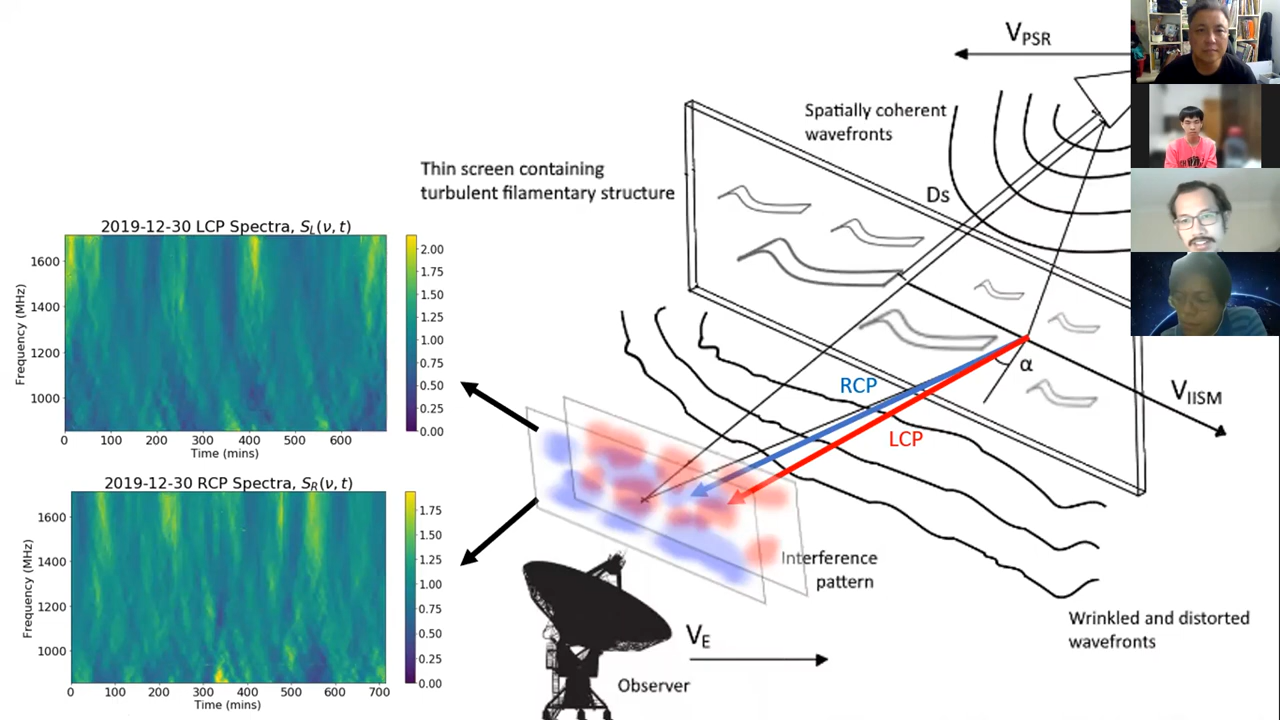 V_PSR
Spatially coherent
wavefronts
Thin screen containing
turbulent filamentary structure
Ds
2019-12-30 LCP Spectra, S_L(ν, t)
Frequency (MHz)
1600
1400
1200
1000
0 100 200 300 400 500 600
Time (mins)
2.00
1.75
1.50
1.25
1.00
0.75
0.50
0.25
0.00
α
RCP
LCP
V_IISM
2019-12-30 RCP Spectra, S_R(ν, t)
Frequency (MHz)
1600
1400
1200
1000
0 100 200 300 400 500 600 700
Time (mins)
1.75
1.50
1.25
1.00
0.75
0.50
0.25
0.00
Interference
pattern
Wrinkled and distorted
wavefronts
V_E
Observer